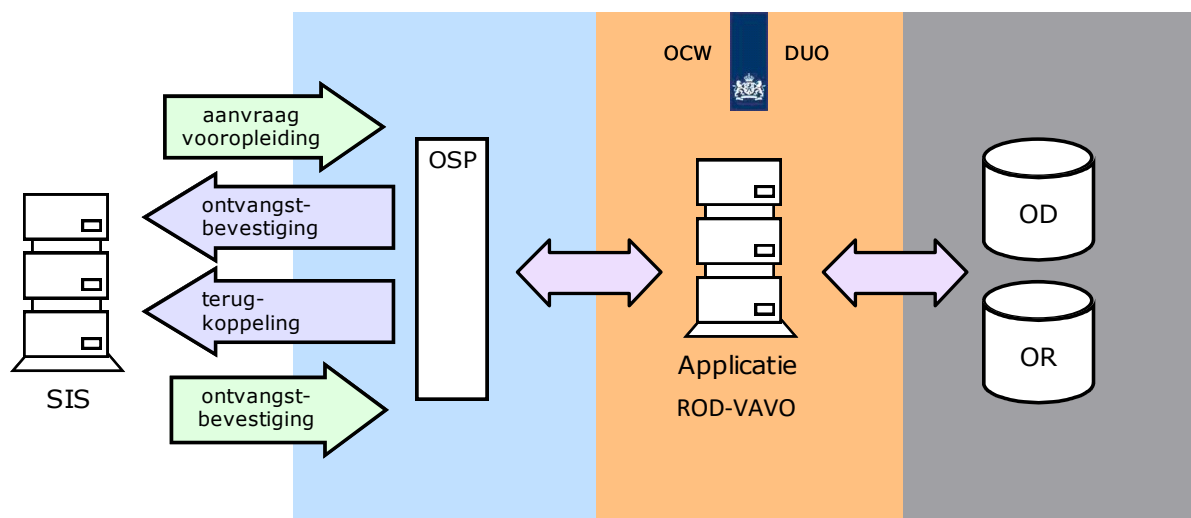 OCW
DUO
aanvraag
vooropleiding
OSP
ontvangst-
bevestiging
OD
terug-
koppeling
OR
Applicatie
ROD-VAVO
SIS
ontvangst-
bevestiging